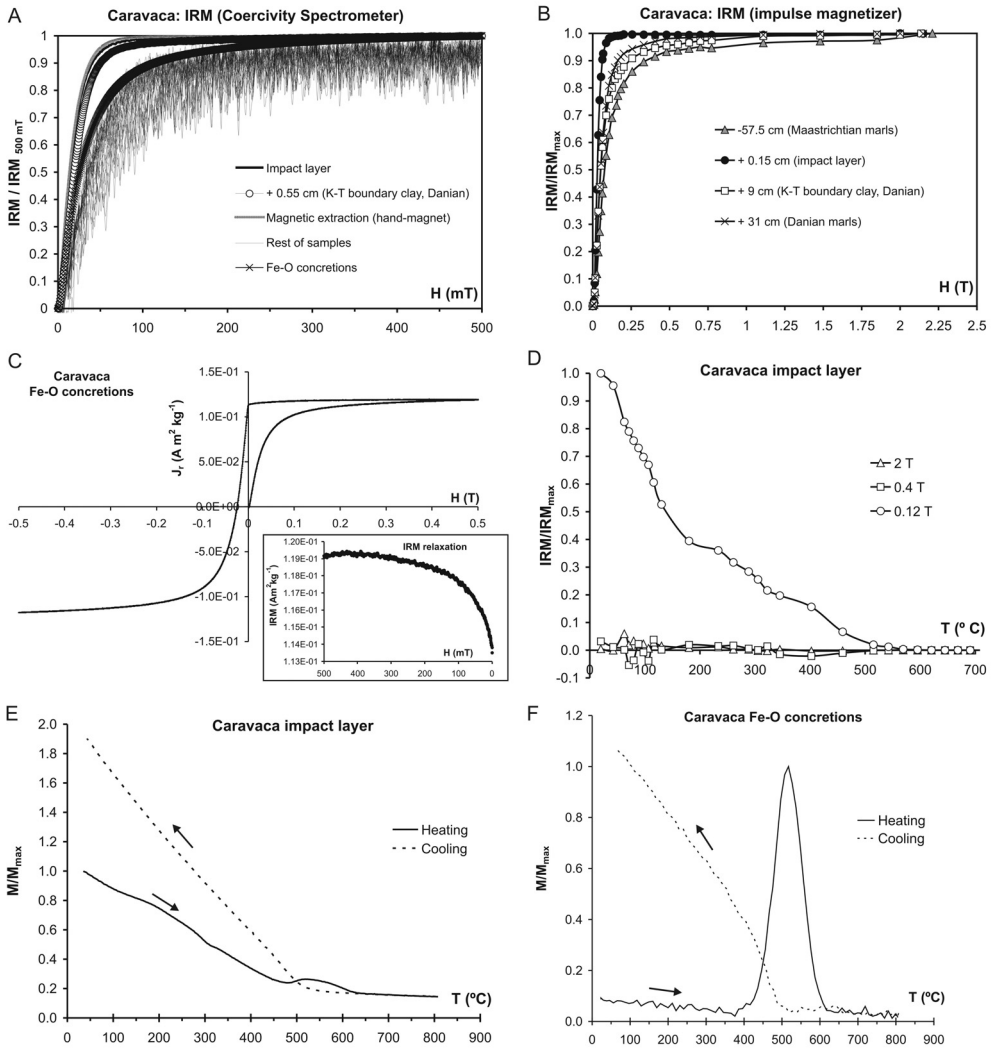 A
Caravaca: IRM (Coercivity Spectrometer)
IRM / IRM 500 mT
1
0.9
0.8
0.7
0.6
0.5
0.4
0.3
0.2
0.1
0
Impact layer
+ 0.55 cm (K-T boundary clay, Danian)
Magnetic extraction (hand-magnet)
Rest of samples
Fe-O concretions
H (mT)
0 100 200 300 400 500
B
Caravaca: IRM (impulse magnetizer)
IRM/IRMmax
1.0
0.9
0.8
0.7
0.6
0.5
0.4
0.3
0.2
0.1
0.0
-57.5 cm (Maastrichtian marls)
+ 0.15 cm (impact layer)
+ 9 cm (K-T boundary clay, Danian)
+ 31 cm (Danian marls)
H (T)
0 0.25 0.5 0.75 1 1.25 1.5 1.75 2 2.25 2.5
C
Caravaca
Fe-O concretions
Jr (A m² kg-¹)
1.5E-01
1.0E-01
5.0E-02
0.0E+00
-5.0E-02
-1.0E-01
-1.5E-01
H (T)
-0.5 -0.4 -0.3 -0.2 -0.1 0 0.1 0.2 0.3 0.4 0.5
IRM relaxation
IRM (Am²kg-¹)
1.20E-01
1.19E-01
1.18E-01
1.17E-01
1.16E-01
1.15E-01
1.14E-01
1.13E-01
H (mT)
500 400 300 200 100 0
D
Caravaca impact layer
IRM/IRMmax
1.0
0.9
0.8
0.7
0.6
0.5
0.4
0.3
0.2
0.1
0.0
-0.1
2 T
0.4 T
0.12 T
T (º C)
0 100 200 300 400 500 600 700
E
Caravaca impact layer
M/Mmax
2.0
1.8
1.6
1.4
1.2
1.0
0.8
0.6
0.4
0.2
0.0
Heating
Cooling
T (ºC)
0 100 200 300 400 500 600 700 800 900
F
Caravaca Fe-O concretions
M/Mmax
1.2
1.0
0.8
0.6
0.4
0.2
0.0
Heating
Cooling
T (ºC)
0 100 200 300 400 500 600 700 800 900